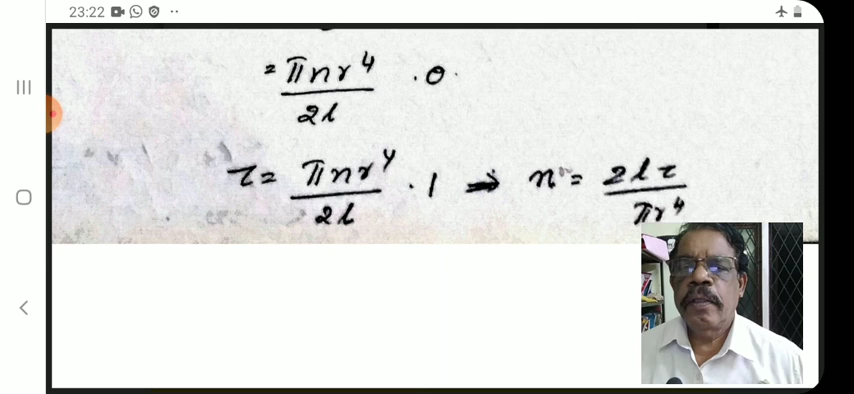 23:22
= πnr⁴/2l · θ
τ = πnr⁴/2l · 1 ⇒ n = 2lτ/πr⁴